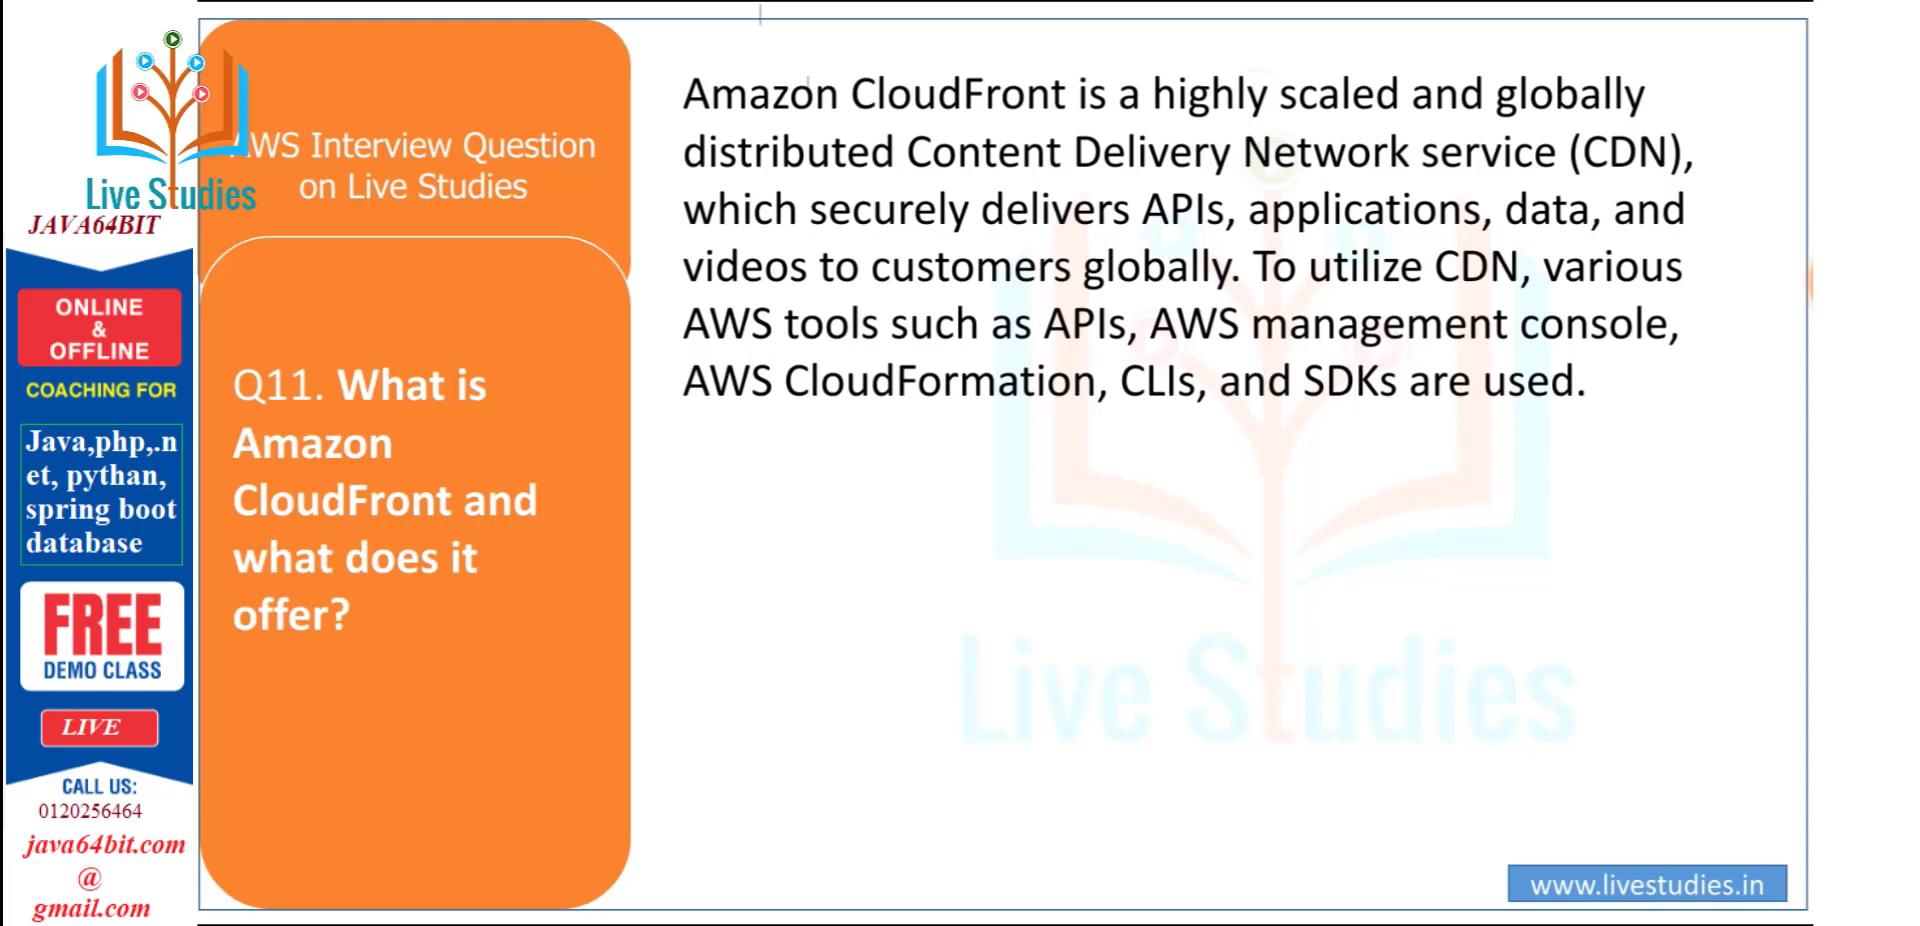 Live Studies
JAVA64BIT
ONLINE
&
OFFLINE
COACHING FOR
Java,php,.n
et, pythan,
spring boot
database
FREE
DEMO CLASS
LIVE
CALL US:
0120256464
java64bit.com
@
gmail.com
AWS Interview Question
on Live Studies
Q11. What is
Amazon
CloudFront and
what does it
offer?
Amazon CloudFront is a highly scaled and globally
distributed Content Delivery Network service (CDN),
which securely delivers APIs, applications, data, and
videos to customers globally. To utilize CDN, various
AWS tools such as APIs, AWS management console,
AWS CloudFormation, CLIs, and SDKs are used.
Live Studies
www.livestudies.in